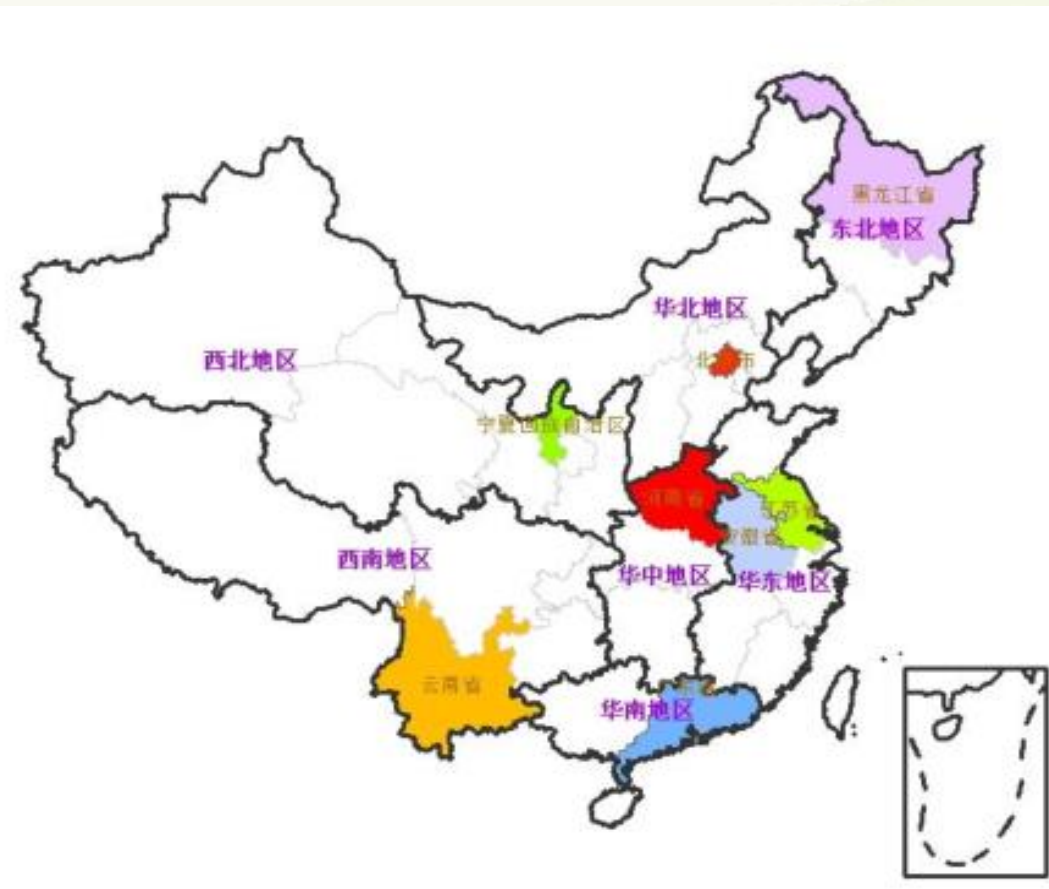 黑龙江省
东北地区
华北地区
西北地区
北京市
宁夏回族自治区
河南省
江苏省
安徽省
西南地区
华中地区
华东地区
云南省
华南地区